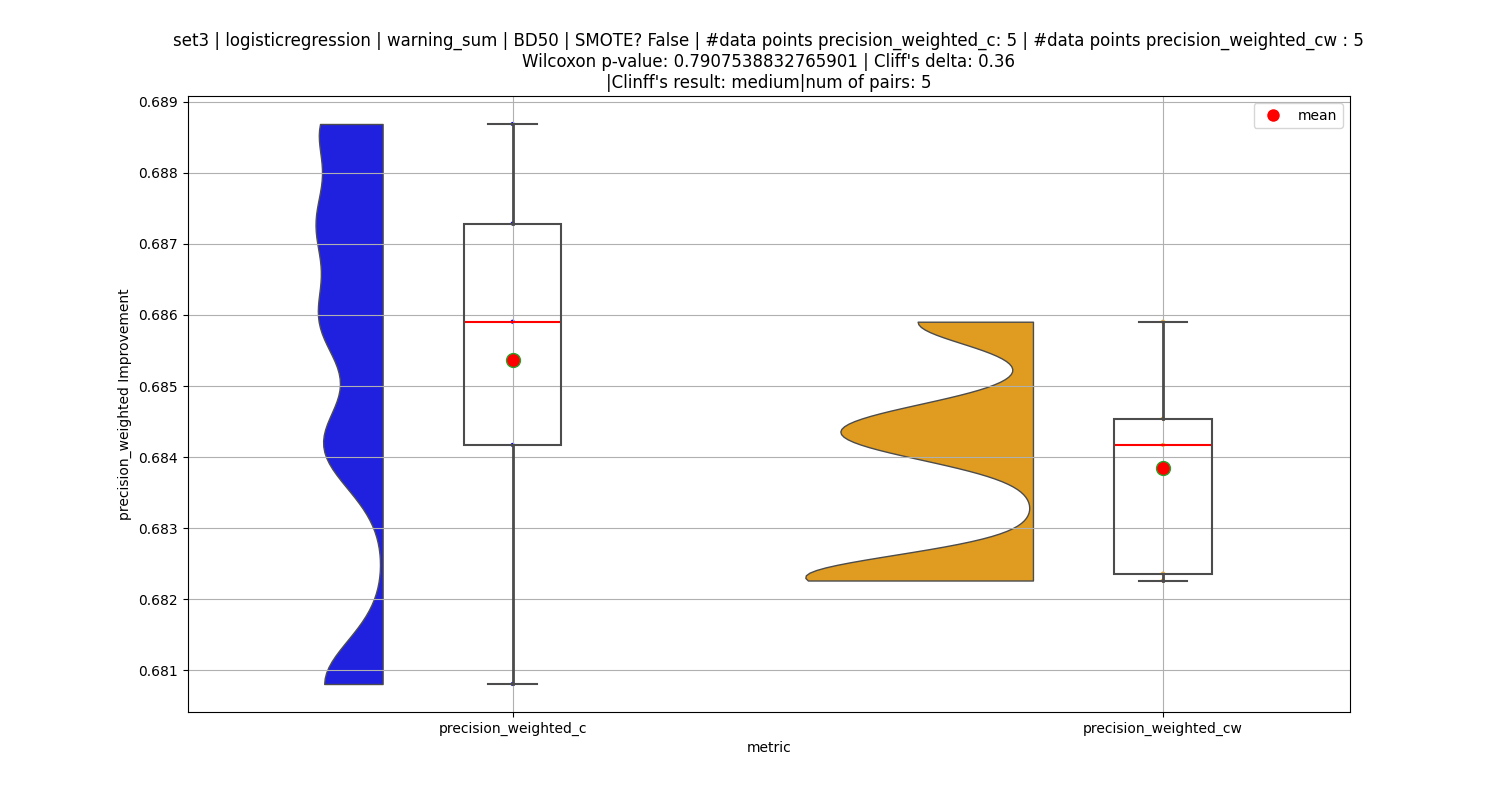 set3 | logisticregression | warning_sum | BD50 | SMOTE? False | #data points precision_weighted_c: 5 | #data points precision_weighted_cw : 5
Wilcoxon p-value: 0.7907538832765901 | Cliff's delta: 0.36
|Clinff's result: medium|num of pairs: 5
mean
0.689
0.688
0.687
0.686
0.685
0.684
0.683
0.682
0.681
precision_weighted Improvement
precision_weighted_c
precision_weighted_cw
metric